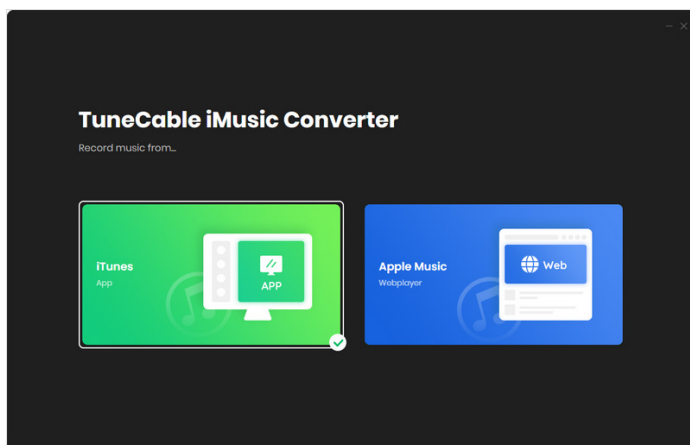 TuneCable iMusic Converter
Record music from...
iTunes
App
APP
Apple Music
Webplayer
Web